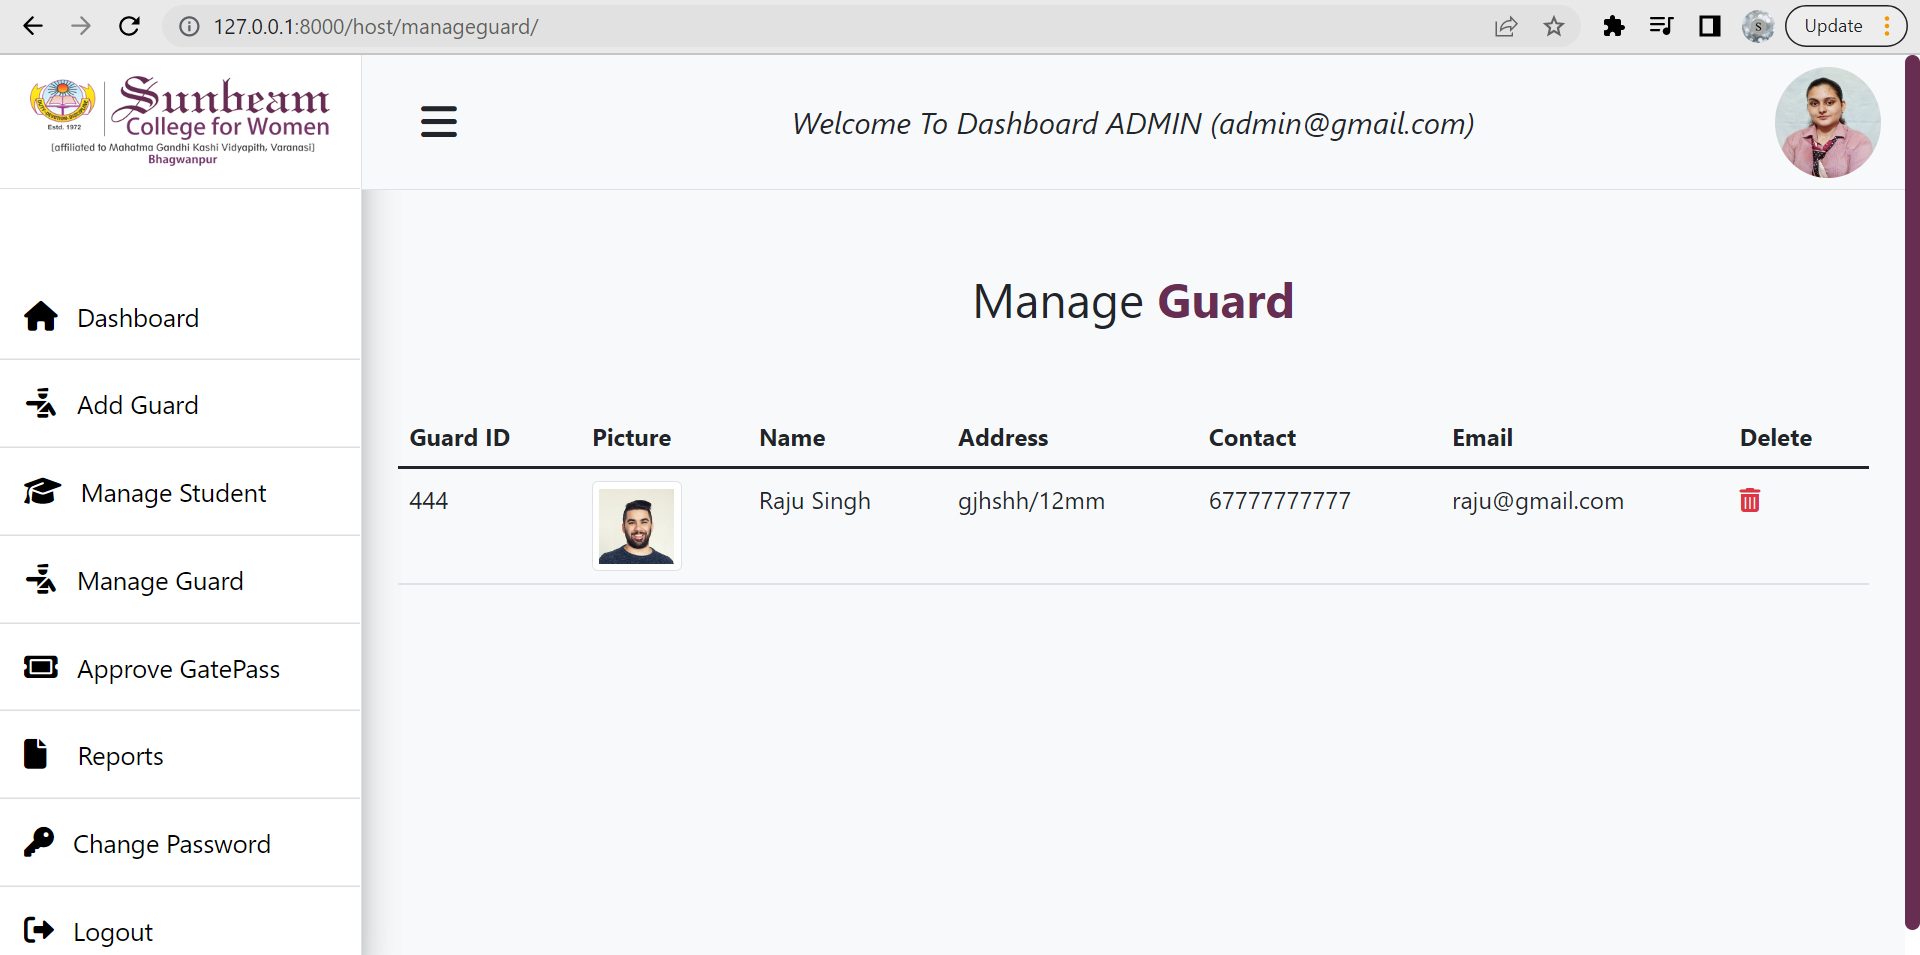 127.0.0.1:8000/host/manageguard/
S
Update
Sunbeam
College for Women
Estd. 1972
[affiliated to Mahatma Gandhi Kashi Vidyapith, Varanasi]
Bhagwanpur
Welcome To Dashboard ADMIN (admin@gmail.com)
Dashboard
Add Guard
Manage Student
Manage Guard
Approve GatePass
Reports
Change Password
Logout
Manage Guard
Guard ID Picture Name Address Contact Email Delete
444 Raju Singh gjhshh/12mm 67777777777 raju@gmail.com